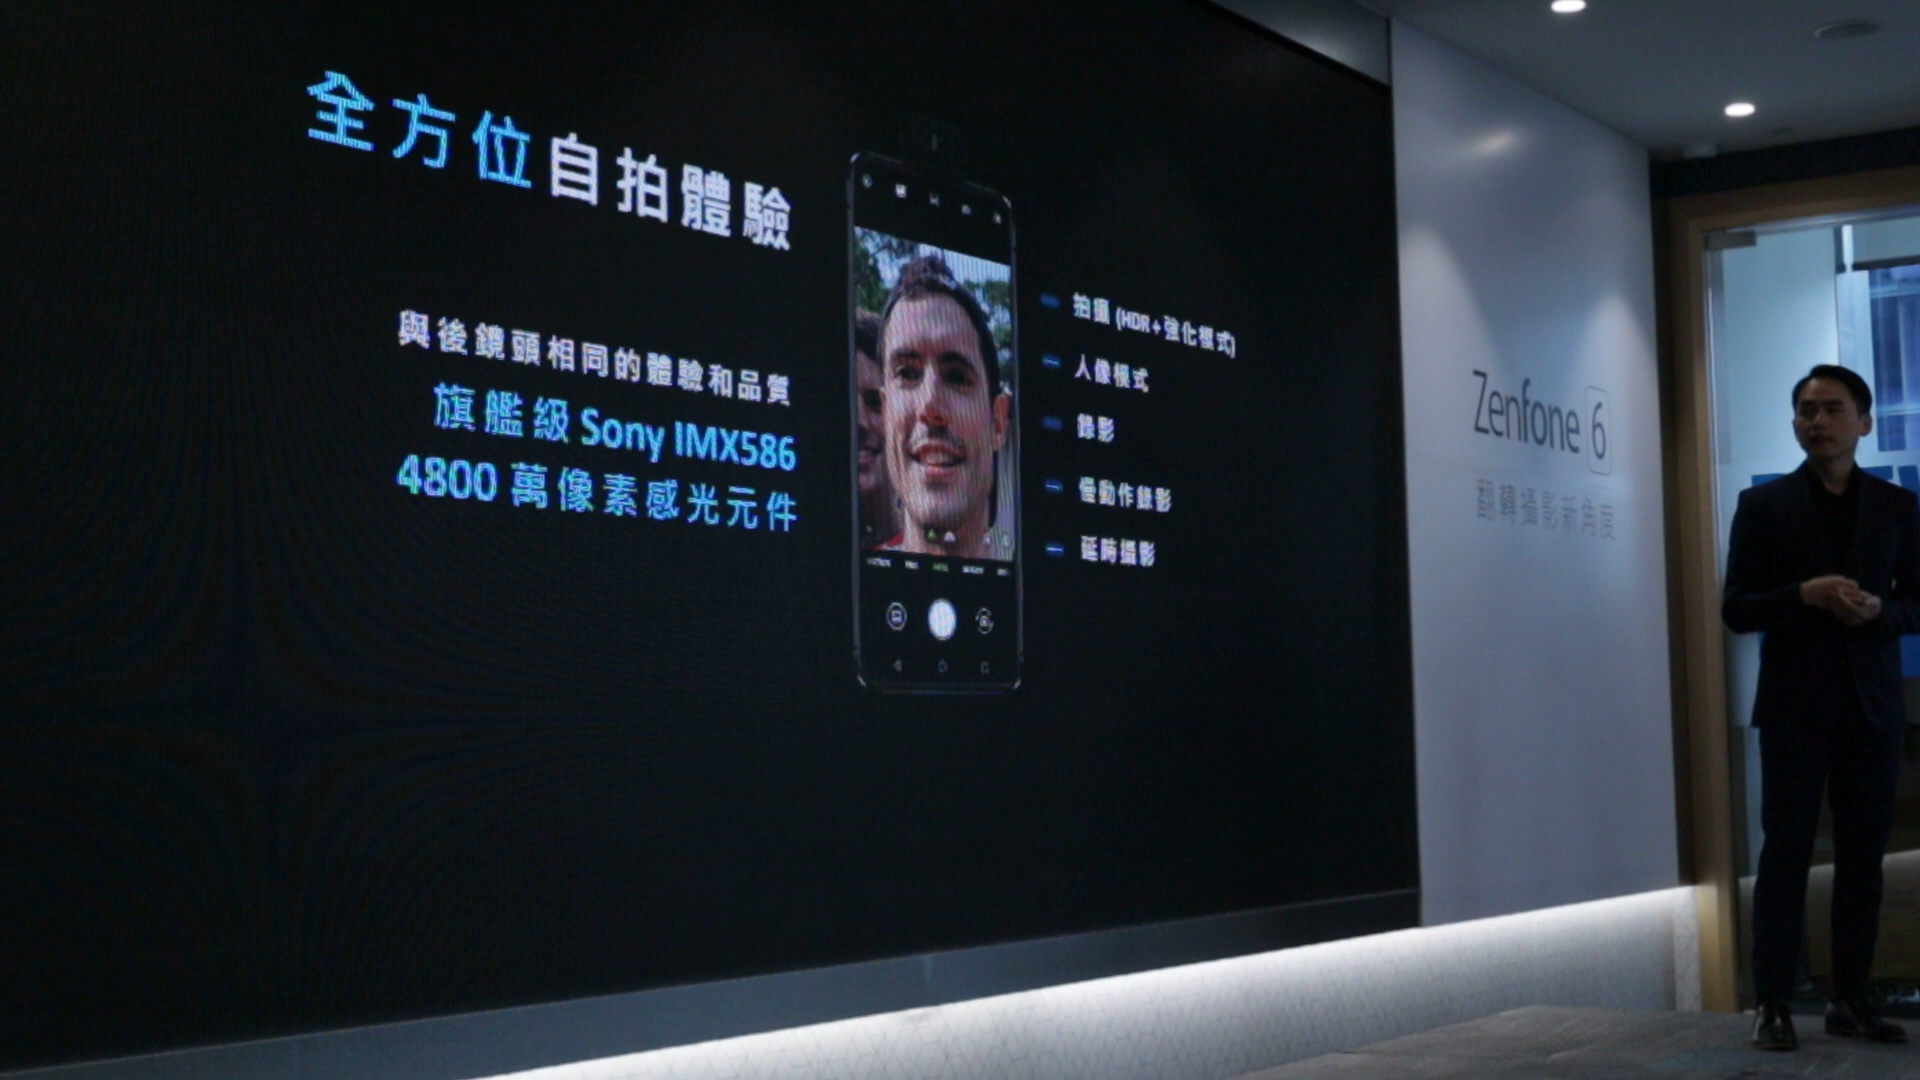 全方位自拍體驗
與後鏡頭相同的體驗和品質
旗艦級 Sony IMX586
4800 萬像素感光元件
拍攝 (HDR+強化模式)
人像模式
錄影
慢動作錄影
延時攝影
Zenfone 6
翻轉攝影新角度